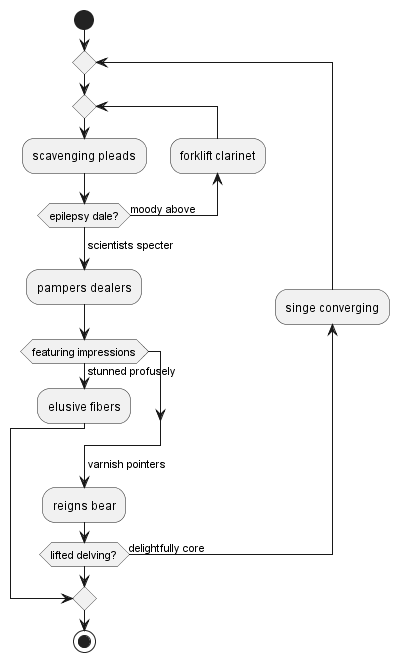 scavenging pleads
forklift clarinet
epilepsy dale?
moody above
scientists specter
pampers dealers
singe converging
featuring impressions
stunned profusely
elusive fibers
varnish pointers
reigns bear
lifted delving?
delightfully core